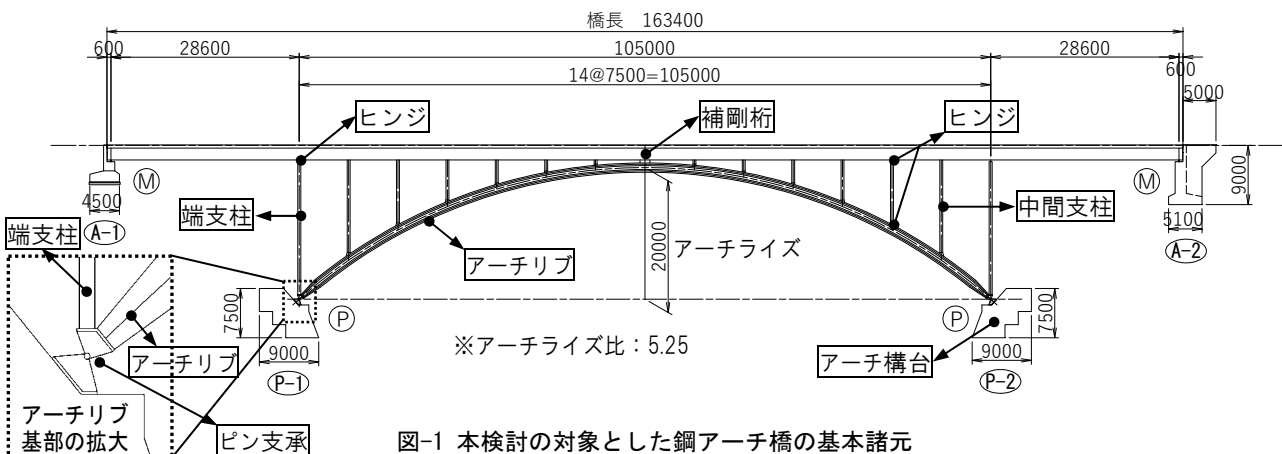 橋長 163400
600 28600 105000 28600 600
14@7500=105000
5000
ヒンジ 補剛桁 ヒンジ
M M
9000
4500 端支柱 20000 アーチライズ 中間支柱 5100
A-1 A-2
端支柱 アーチリブ
7500 P P 7500
※アーチライズ比:5.25
9000 アーチ構台 9000
アーチリブ P-1 P-2
アーチリブ
基部の拡大
ピン支承
図-1 本検討の対象とした鋼アーチ橋の基本諸元